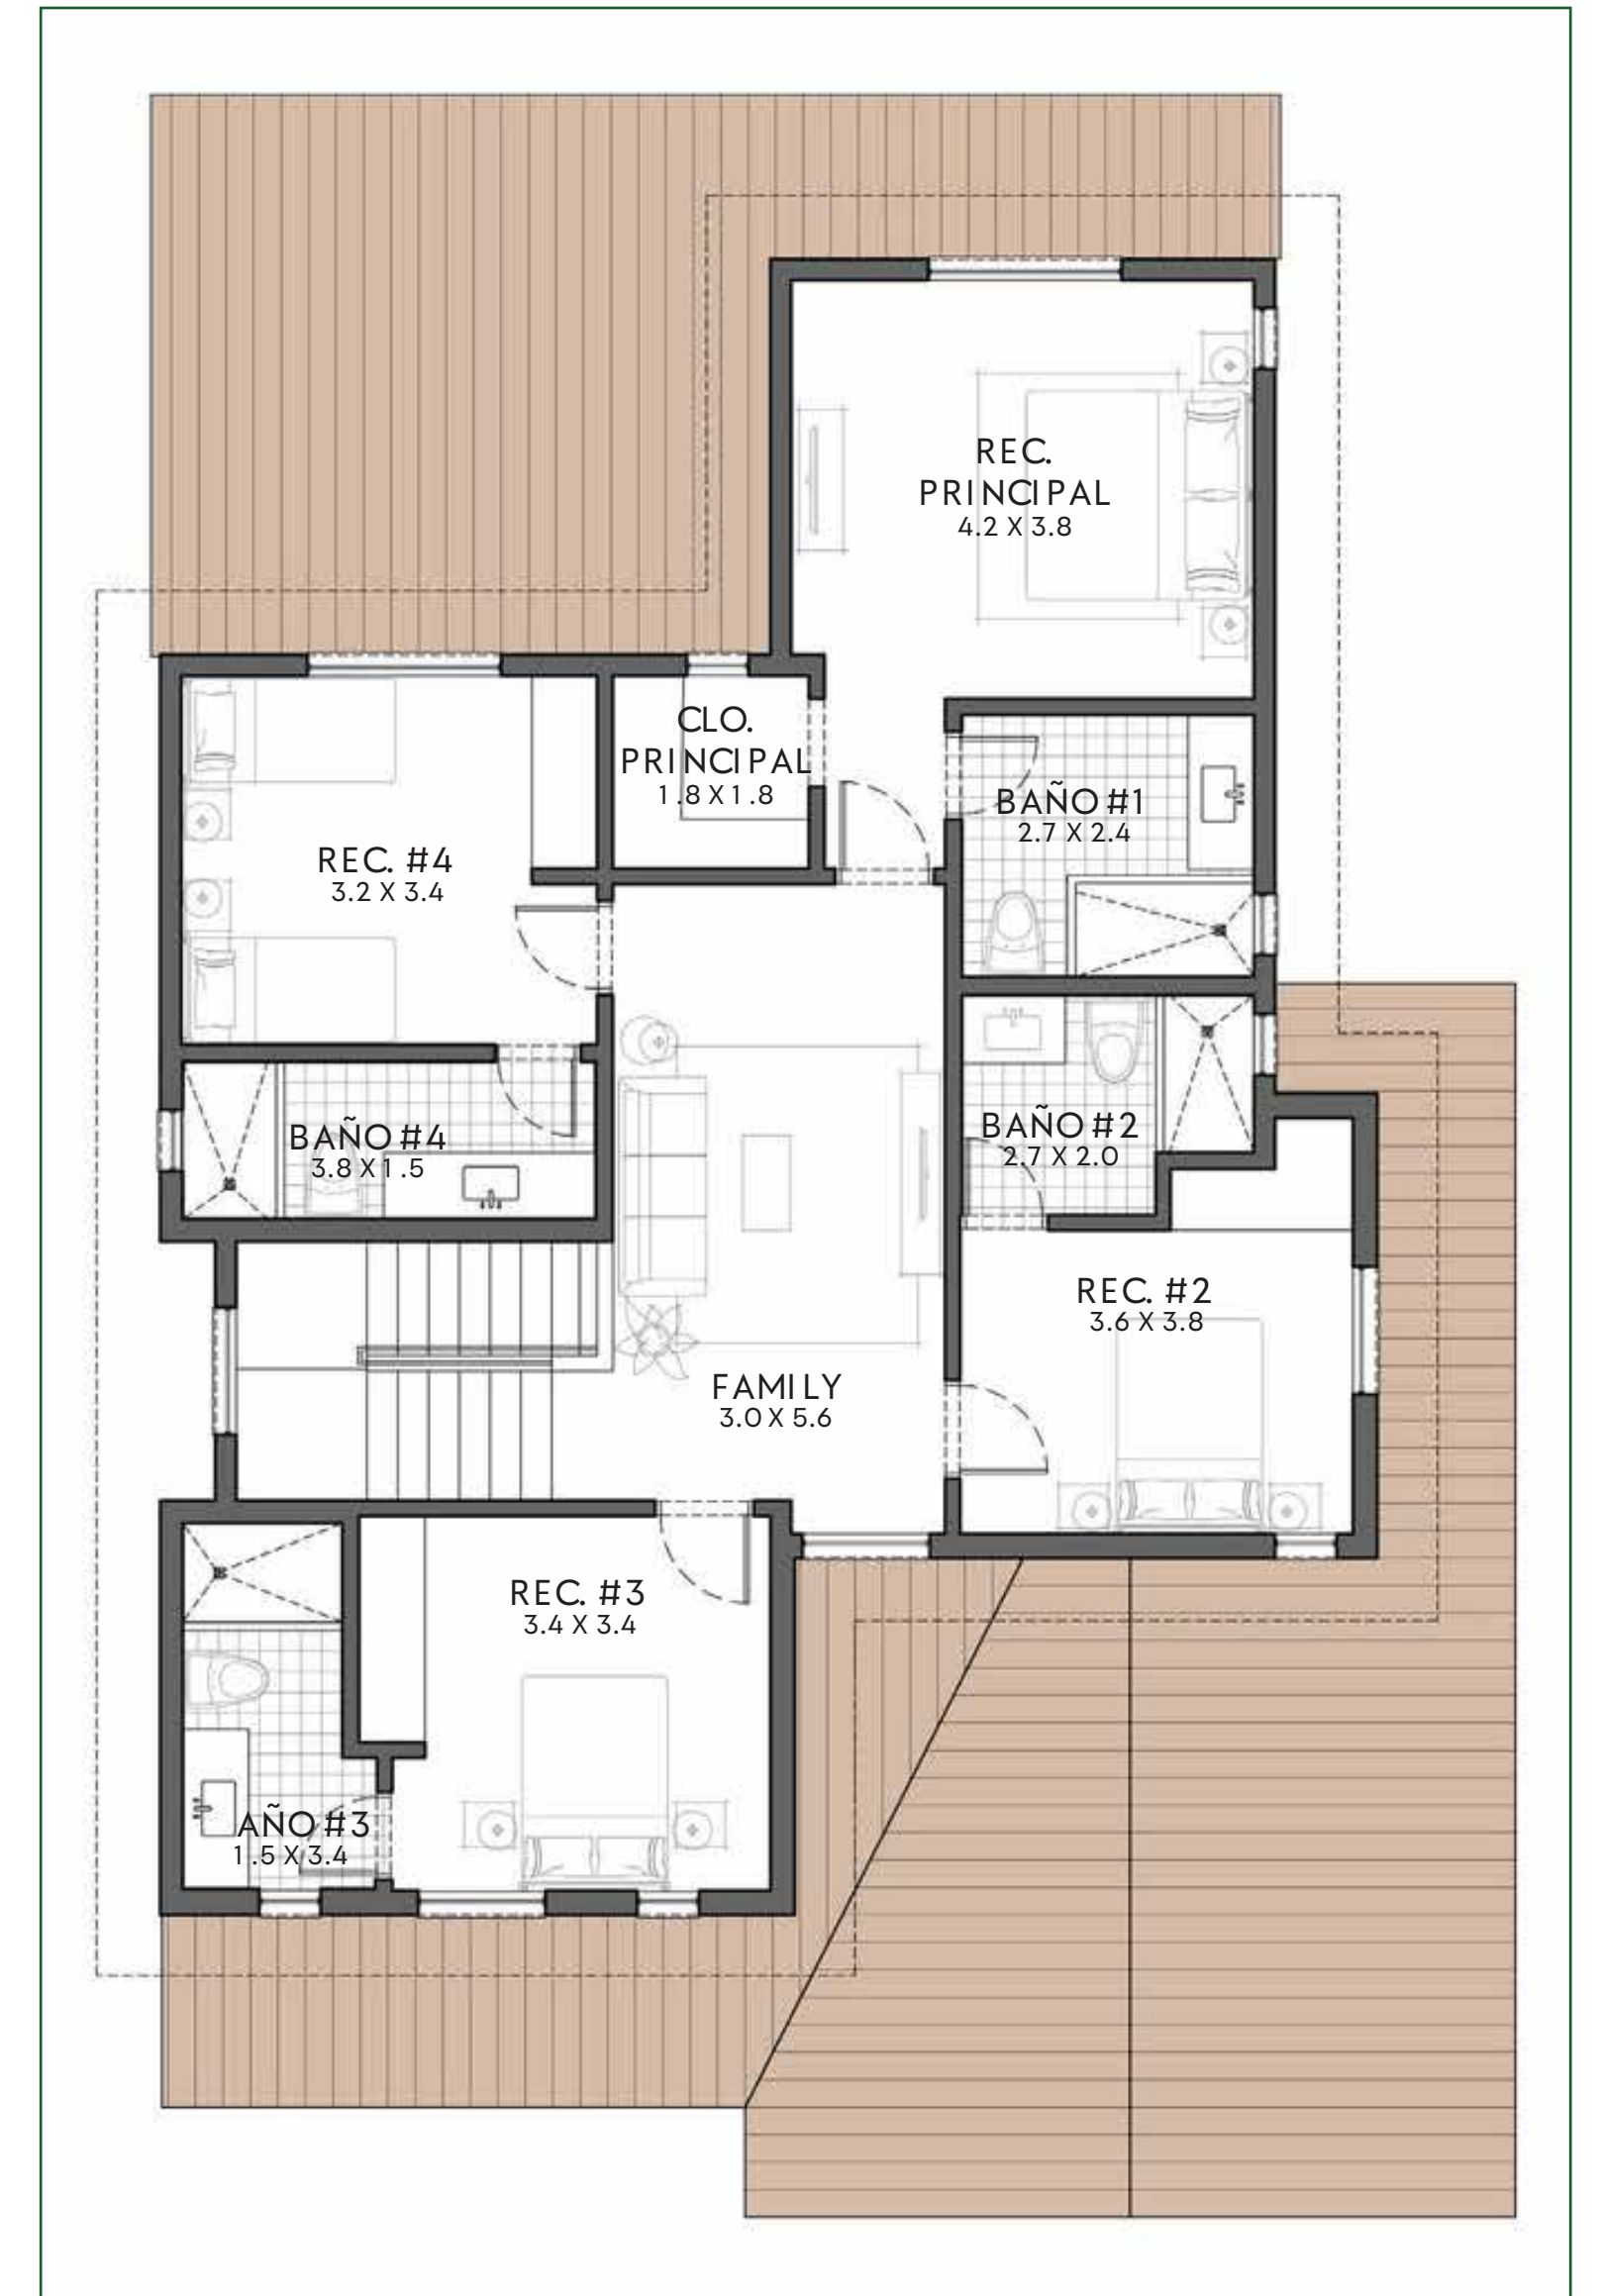 REC.
PRINCIPAL
4.2 X 3.8
CLO.
PRINCIPAL
1.8 X 1.8
BAÑO #1
2.7 X 2.4
REC. #4
3.2 X 3.4
BAÑO #4
3.8 X 1.5
BAÑO #2
2.7 X 2.0
REC. #2
3.6 X 3.8
FAMILY
3.0 X 5.6
REC. #3
3.4 X 3.4
AÑO #3
1.5 X 3.4